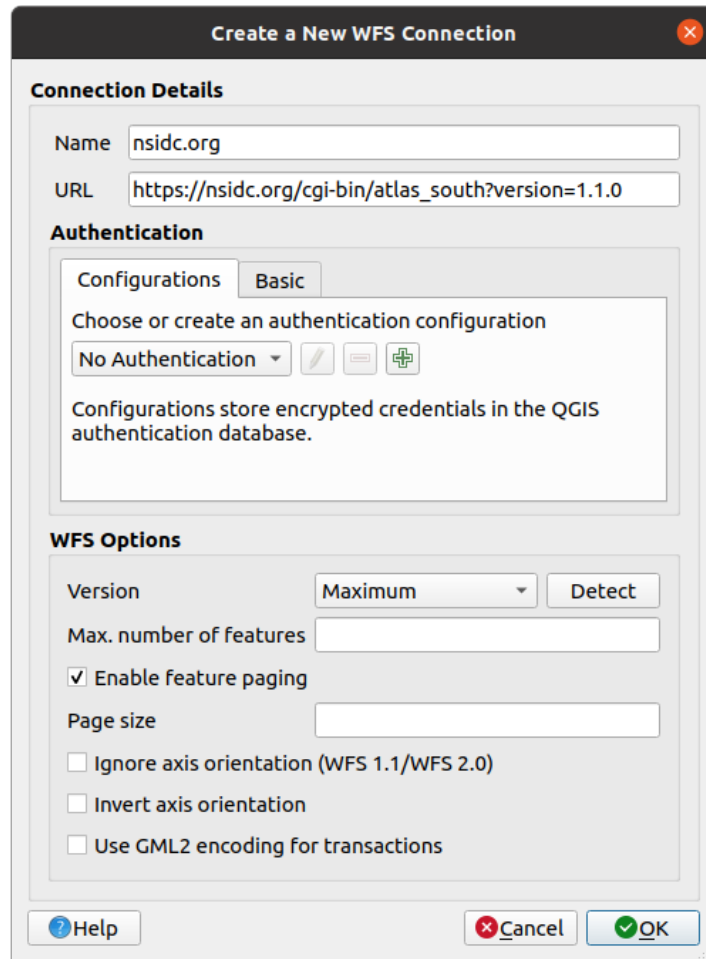 Create a New WFS Connection
Connection Details
Name nsidc.org
URL https://nsidc.org/cgi-bin/atlas_south?version=1.1.0
Authentication
Configurations Basic
Choose or create an authentication configuration
No Authentication
Configurations store encrypted credentials in the QGIS
authentication database.
WFS Options
Version Maximum Detect
Max. number of features
Enable feature paging
Page size
Ignore axis orientation (WFS 1.1/WFS 2.0)
Invert axis orientation
Use GML2 encoding for transactions
Help Cancel OK